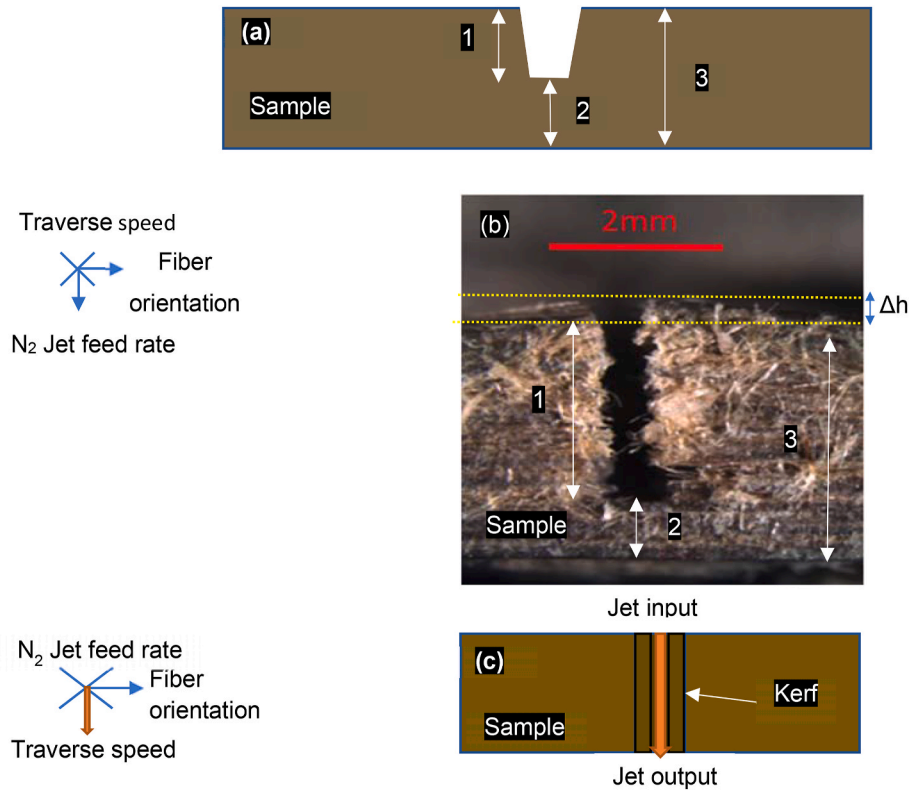 (a)
1
2
3
Sample
Traverse speed
Fiber
orientation
N₂ Jet feed rate
(b)
2mm
Δh
1
2
3
Sample
Jet input
N₂ Jet feed rate
Fiber
orientation
Traverse speed
(c)
Kerf
Sample
Jet output